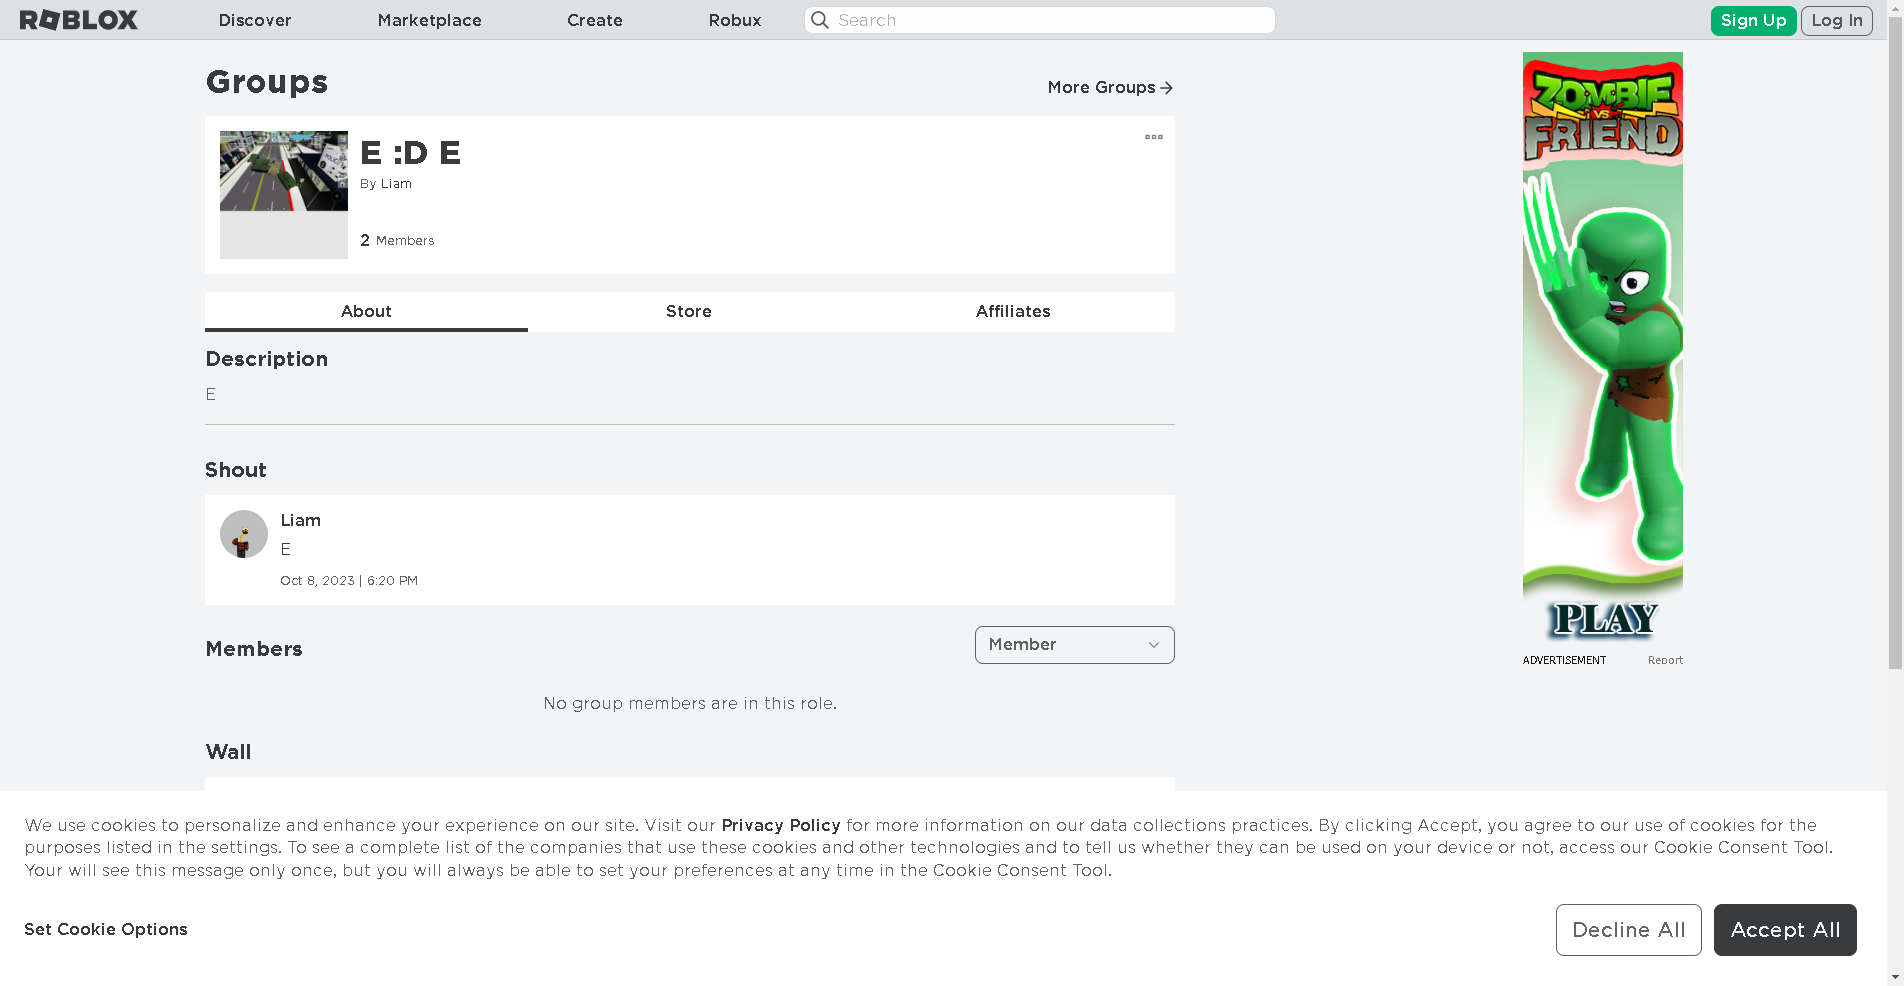 ROBLOX Discover Marketplace Create Robux Search Sign Up Log In
Groups
More Groups
E :D E
By Liam
2 Members
About Store Affiliates
Description
E
Shout
Liam
E
Oct 8, 2023 | 6:20 PM
Members
Member
No group members are in this role.
Wall
ZOMBIE
VS
FRIEND
PLAY
ADVERTISEMENT Report
We use cookies to personalize and enhance your experience on our site. Visit our Privacy Policy for more information on our data collections practices. By clicking Accept, you agree to our use of cookies for the
purposes listed in the settings. To see a complete list of the companies that use these cookies and other technologies and to tell us whether they can be used on your device or not, access our Cookie Consent Tool.
Your will see this message only once, but you will always be able to set your preferences at any time in the Cookie Consent Tool.
Set Cookie Options
Decline All
Accept All